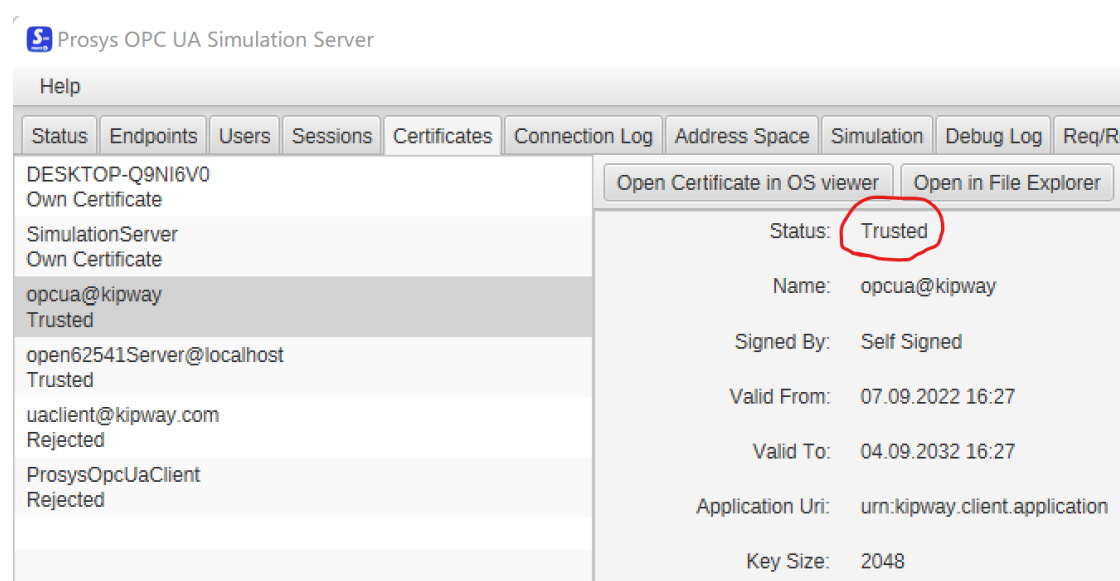 Prosys OPC UA Simulation Server
Help
Status Endpoints Users Sessions Certificates Connection Log Address Space Simulation Debug Log Req/R
DESKTOP-Q9NI6V0
Own Certificate
SimulationServer
Own Certificate
opcua@kipway
Trusted
open62541Server@localhost
Trusted
uaclient@kipway.com
Rejected
ProsysOpcUaClient
Rejected
Open Certificate in OS viewer Open in File Explorer
Status: Trusted
Name: opcua@kipway
Signed By: Self Signed
Valid From: 07.09.2022 16:27
Valid To: 04.09.2032 16:27
Application Uri: urn:kipway.client.application
Key Size: 2048